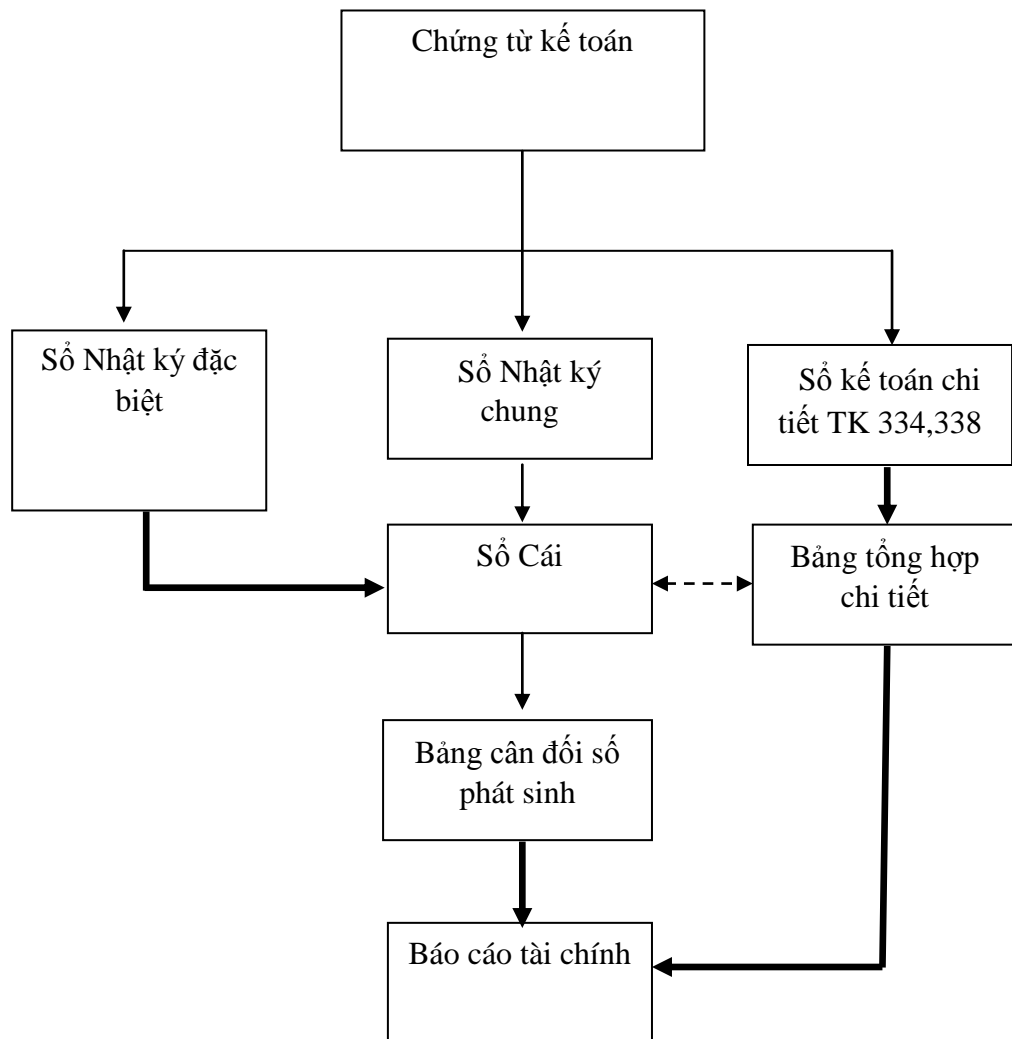 Chứng từ kế toán
Sổ Nhật ký đặc
biệt
Sổ Nhật ký
chung
Sổ kế toán chi
tiết TK 334,338
Sổ Cái
Bảng tổng hợp
chi tiết
Bảng cân đối số
phát sinh
Báo cáo tài chính